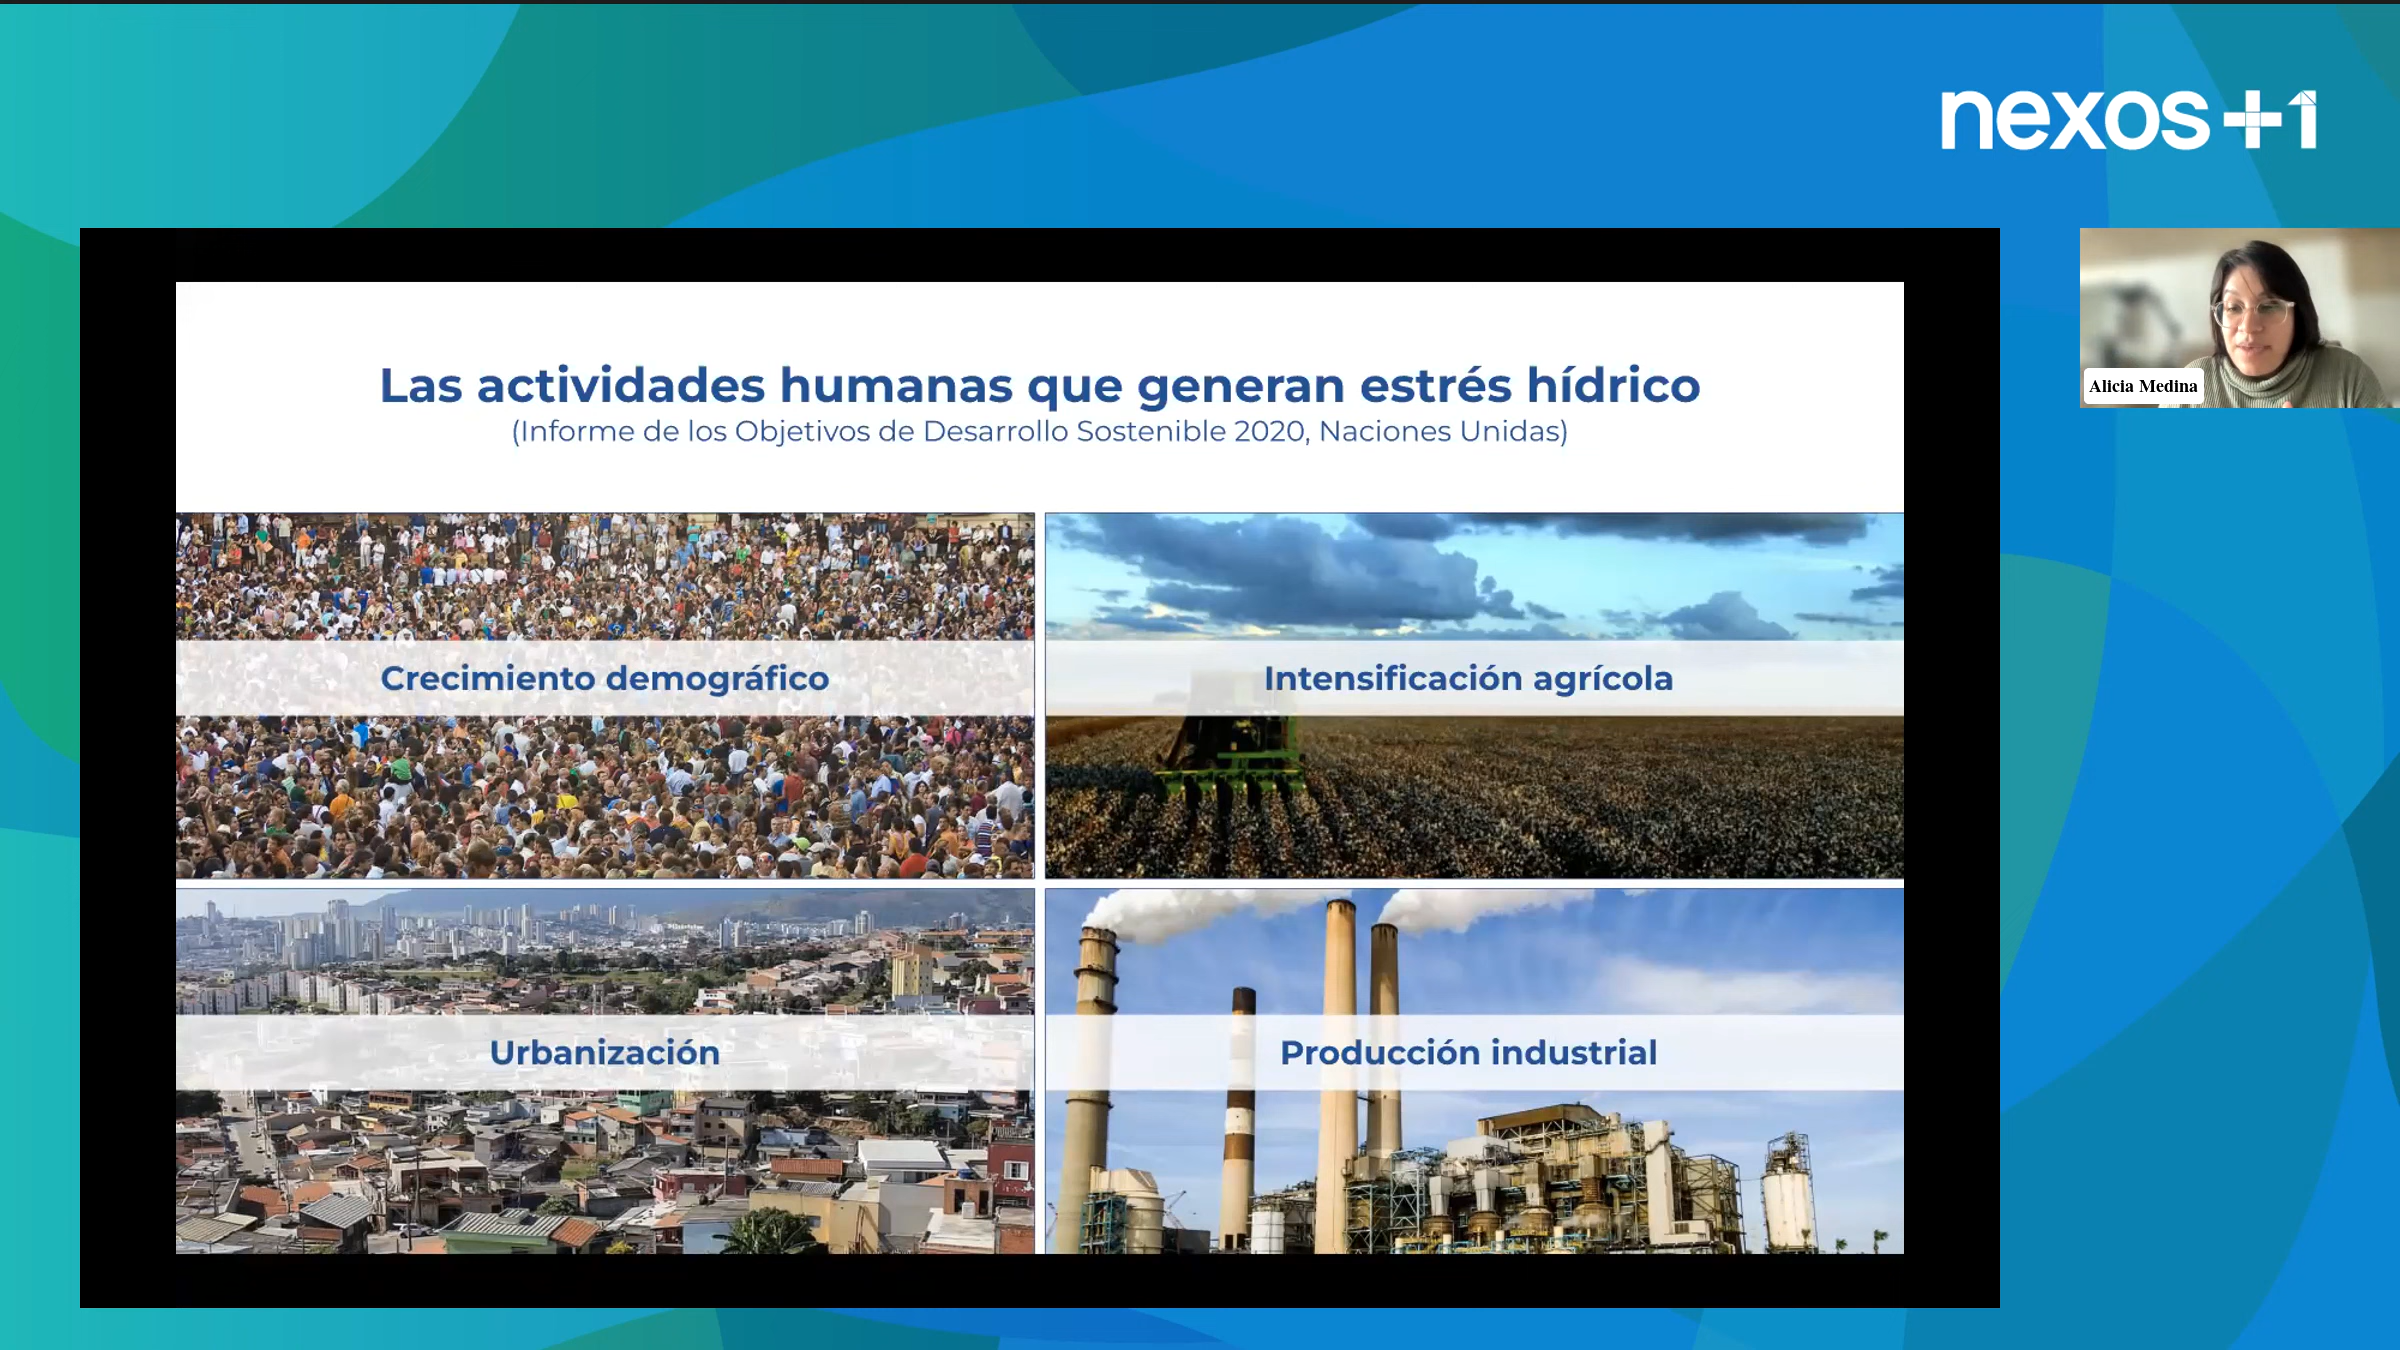 nexos+1
Las actividades humanas que generan estrés hídrico
(Informe de los Objetivos de Desarrollo Sostenible 2020, Naciones Unidas)
Alicia Medina
Crecimiento demográfico
Intensificación agrícola
Urbanización
Producción industrial